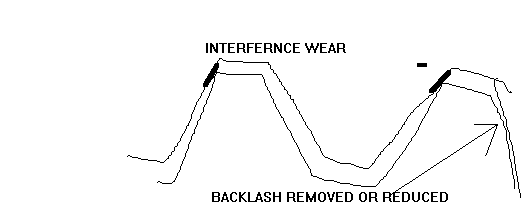 INTERFERNCE WEAR
BACKLASH REMOVED OR REDUCED